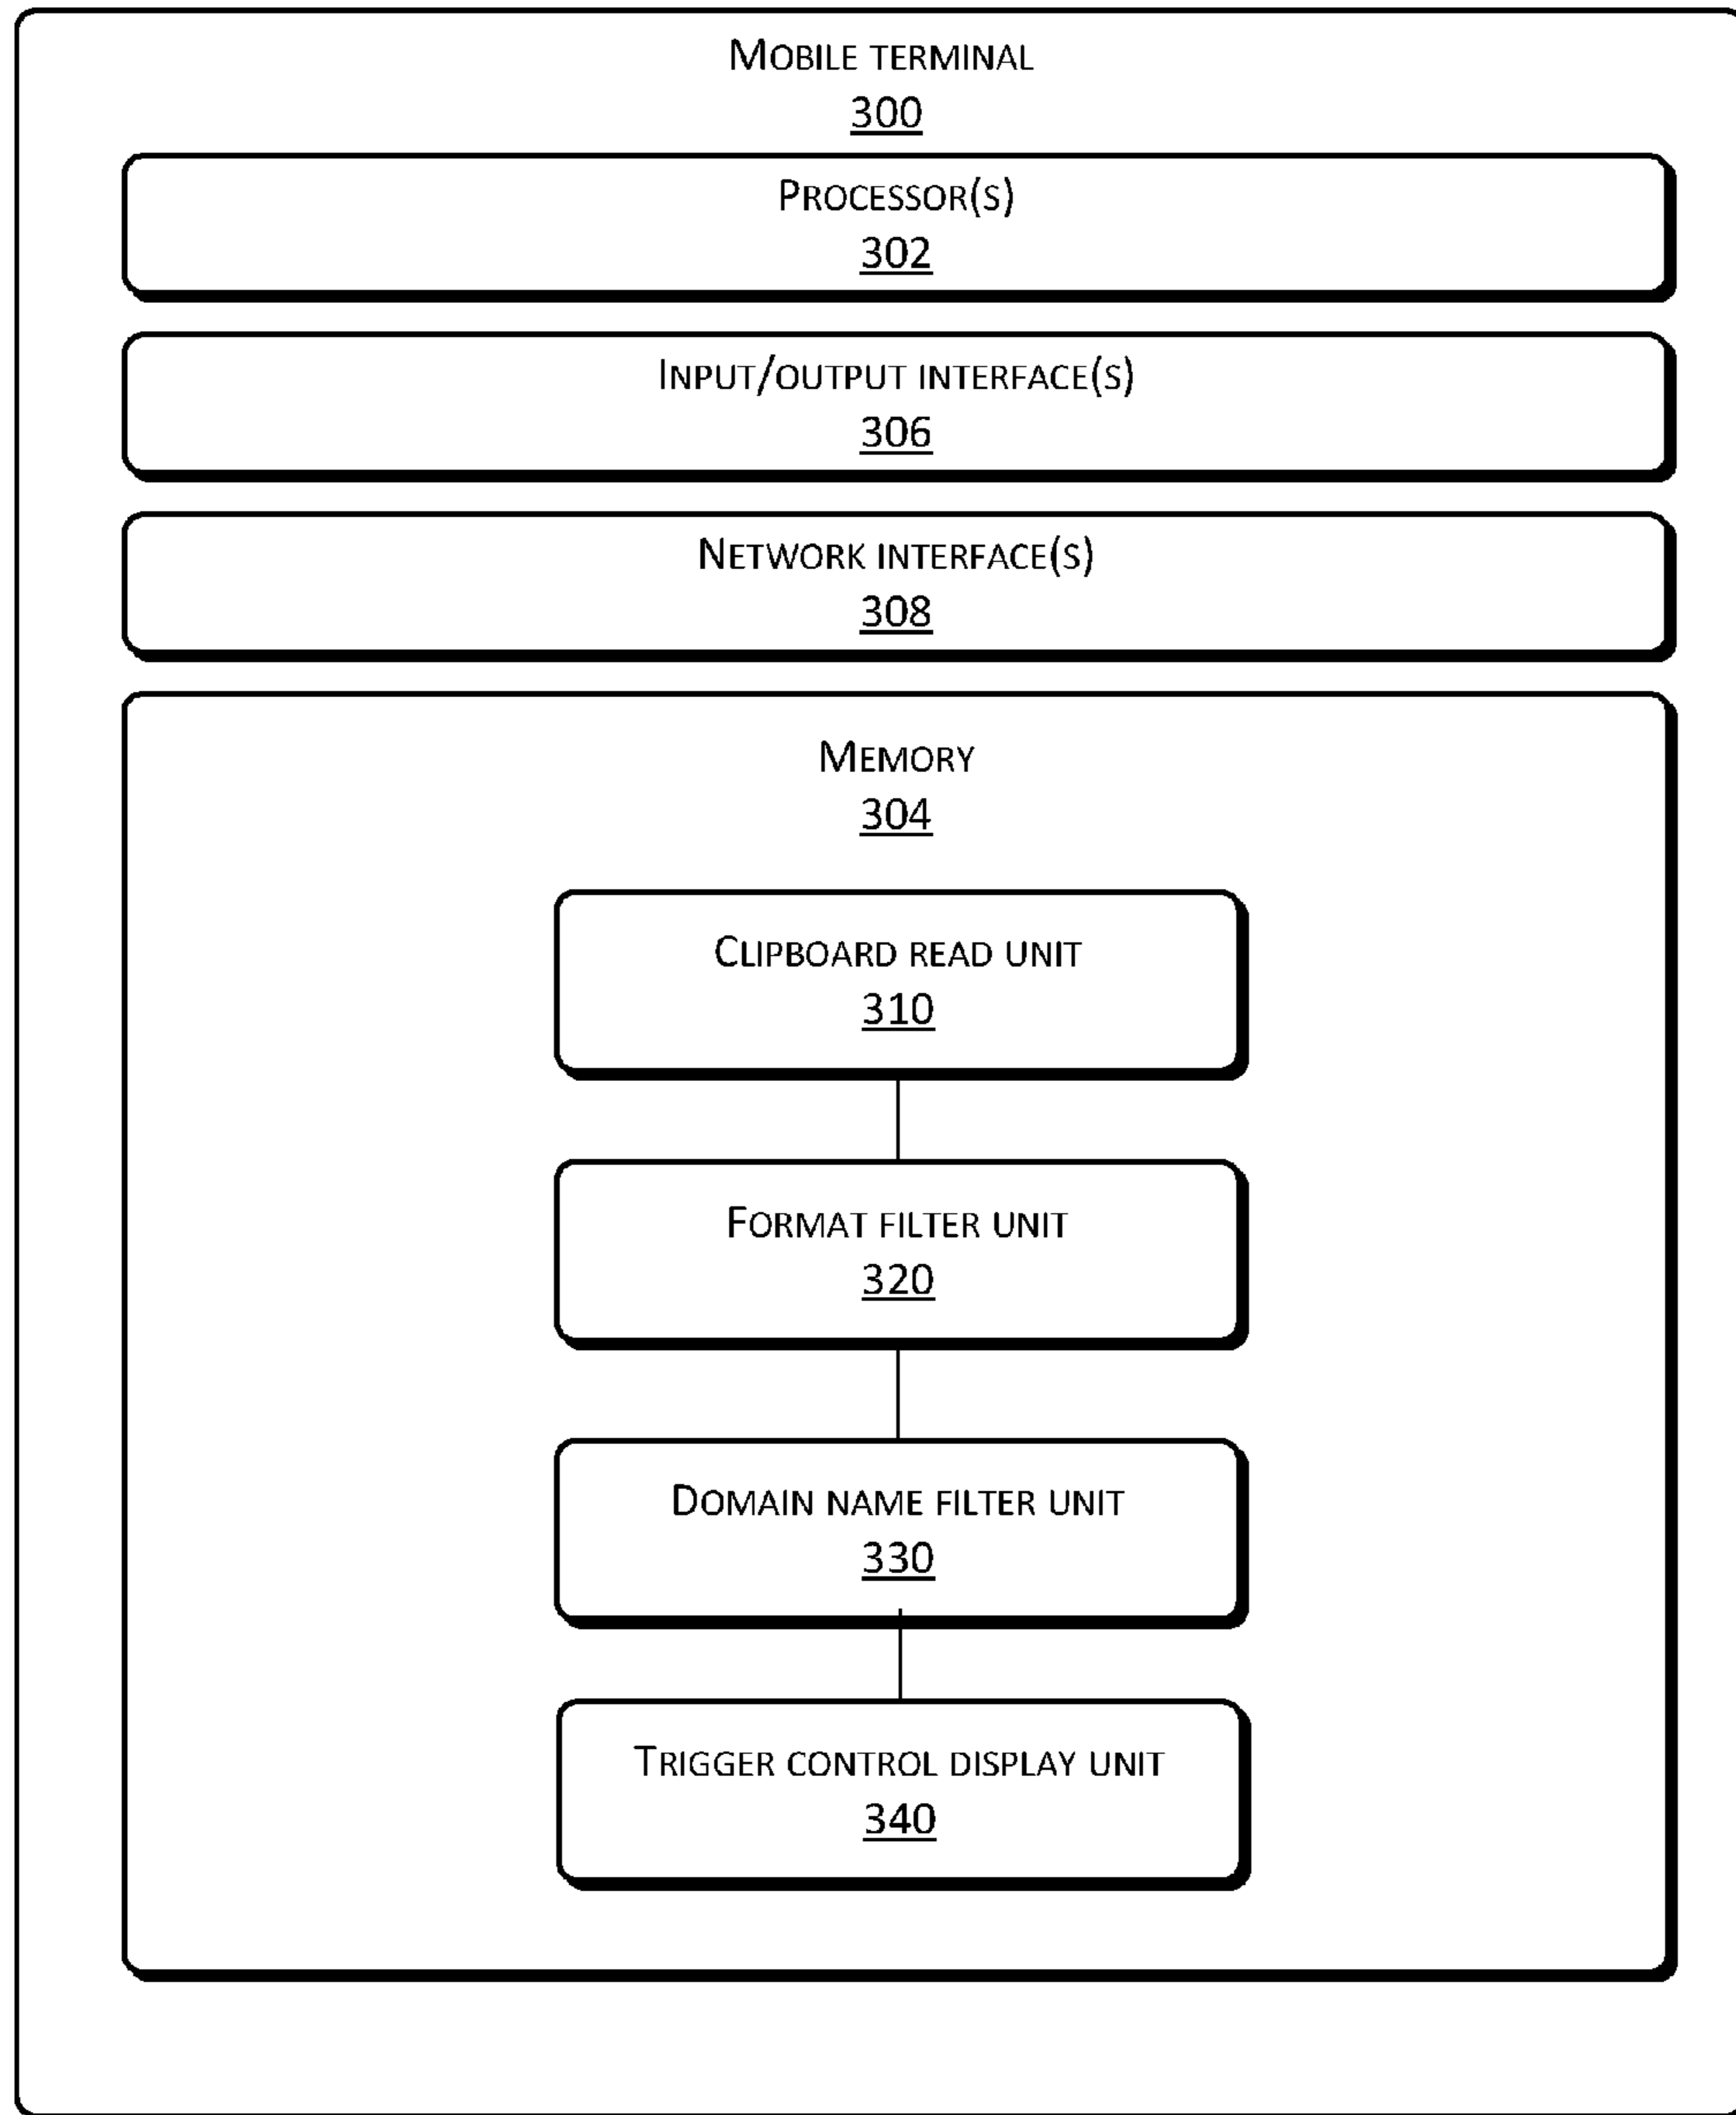 MOBILE TERMINAL
300
PROCESSOR(S)
302
INPUT/OUTPUT INTERFACE(S)
306
NETWORK INTERFACE(S)
308
MEMORY
304
CLIPBOARD READ UNIT
310
FORMAT FILTER UNIT
320
DOMAIN NAME FILTER UNIT
330
TRIGGER CONTROL DISPLAY UNIT
340